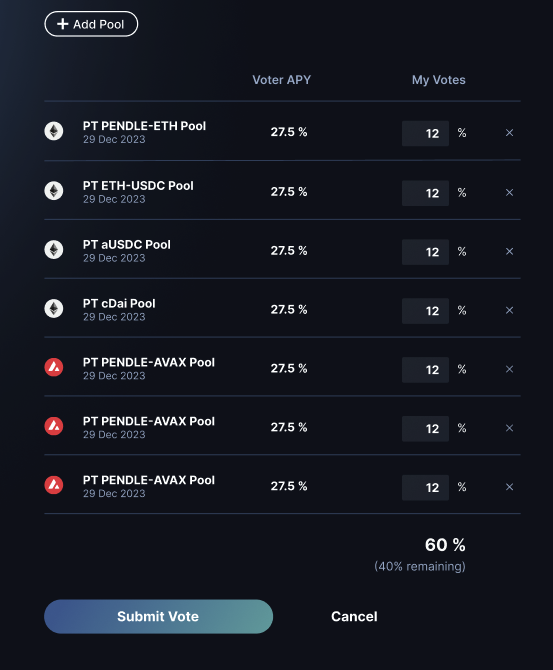 + Add Pool
Voter APY My Votes
PT PENDLE-ETH Pool 27.5 % 12 % ×
29 Dec 2023
PT ETH-USDC Pool 27.5 % 12 % ×
29 Dec 2023
PT aUSDC Pool 27.5 % 12 % ×
29 Dec 2023
PT cDai Pool 27.5 % 12 % ×
29 Dec 2023
PT PENDLE-AVAX Pool 27.5 % 12 % ×
29 Dec 2023
PT PENDLE-AVAX Pool 27.5 % 12 % ×
29 Dec 2023
PT PENDLE-AVAX Pool 27.5 % 12 % ×
29 Dec 2023
60 %
(40% remaining)
Submit Vote Cancel